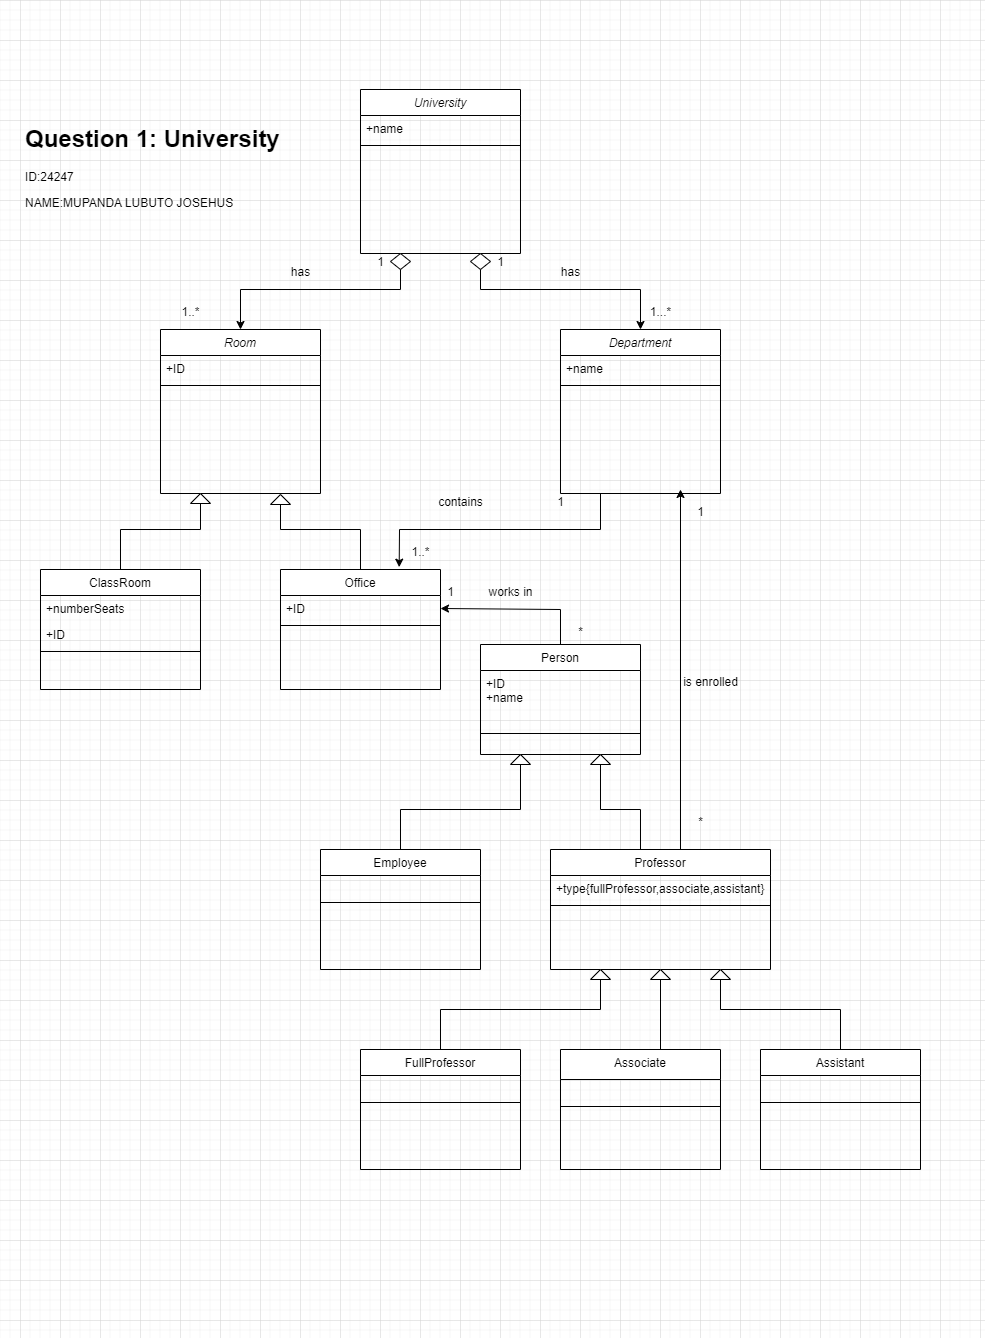 University
+name
Question 1: University
ID:24247
NAME:MUPANDA LUBUTO JOSEHUS
1
1
has
has
1..*
1...*
Room
Department
+ID
+name
contains
1
1
1..*
ClassRoom
Office
+numberSeats
+ID
+ID
1
works in
*
Person
+ID
+name
is enrolled
*
Employee
Professor
+type{fullProfessor,associate,assistant}
FullProfessor
Associate
Assistant